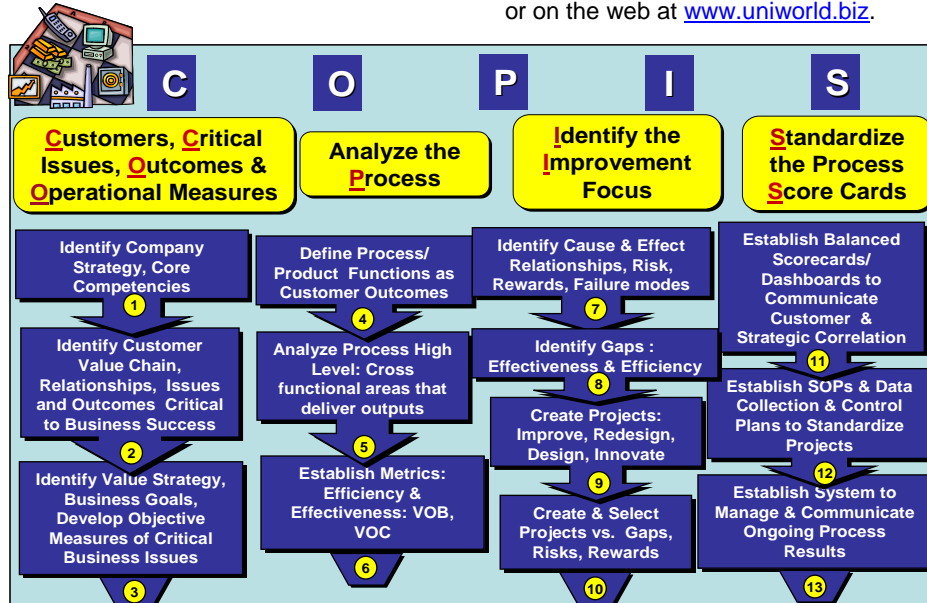 or on the web at www.uniworld.biz.
C O P I S
Customers, Critical
Issues, Outcomes &
Operational Measures
Analyze the
Process
Identify the
Improvement
Focus
Standardize
the Process
Score Cards
Identify Company
Strategy, Core
Competencies
1
Identify Customer
Value Chain,
Relationships, Issues
and Outcomes Critical
to Business Success
2
Identify Value Strategy,
Business Goals,
Develop Objective
Measures of Critical
Business Issues
3
Define Process/
Product Functions as
Customer Outcomes
4
Analyze Process High
Level: Cross
functional areas that
deliver outputs
5
Establish Metrics:
Efficiency &
Effectiveness: VOB,
VOC
6
Identify Cause & Effect
Relationships, Risk,
Rewards, Failure modes
7
Identify Gaps :
Effectiveness & Efficiency
8
Create Projects:
Improve, Redesign,
Design, Innovate
9
Create & Select
Projects vs. Gaps,
Risks, Rewards
10
Establish Balanced
Scorecards/
Dashboards to
Communicate
Customer &
Strategic Correlation
11
Establish SOPs & Data
Collection & Control
Plans to Standardize
Projects
12
Establish System to
Manage & Communicate
Ongoing Process
Results
13